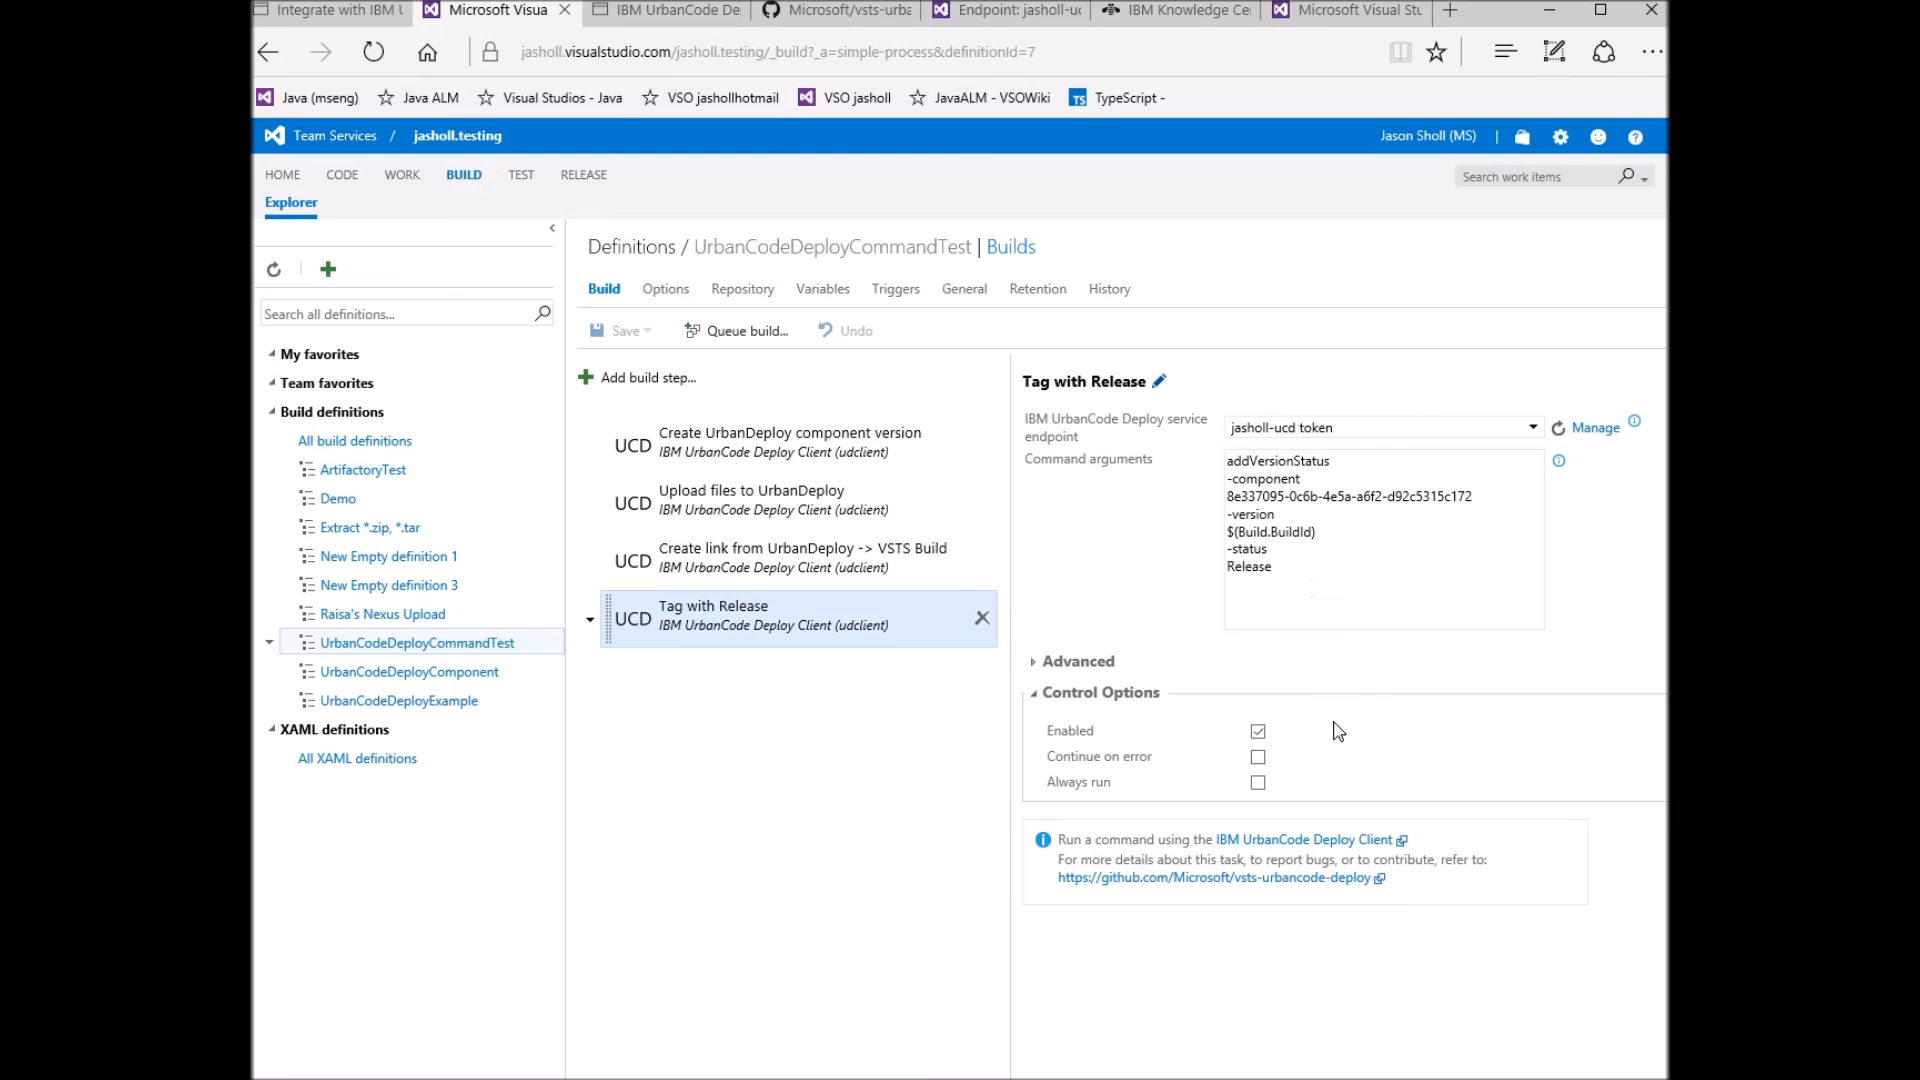 Integrate with IBM U
Microsoft Visua
IBM UrbanCode De
Microsoft/vsts-urba
Endpoint: jasholl-uc
IBM Knowledge Ce
Microsoft Visual Stu
jasholl.visualstudio.com/jasholl.testing/_build?_a=simple-process&definitionId=7
Java (mseng)
Java ALM
Visual Studios - Java
VSO jashollhotmail
VSO jasholl
JavaALM - VSOWiki
TS
TypeScript -
Team Services / jasholl.testing
Jason Sholl (MS) |
HOME CODE WORK BUILD TEST RELEASE
Search work items
Explorer
Search all definitions...
My favorites
Team favorites
Build definitions
All build definitions
ArtifactoryTest
Demo
Extract *.zip, *.tar
New Empty definition 1
New Empty definition 3
Raisa's Nexus Upload
UrbanCodeDeployCommandTest
UrbanCodeDeployComponent
UrbanCodeDeployExample
XAML definitions
All XAML definitions
Definitions / UrbanCodeDeployCommandTest | Builds
Build Options Repository Variables Triggers General Retention History
Save Queue build... Undo
Add build step...
UCD
Create UrbanDeploy component version
IBM UrbanCode Deploy Client (udclient)
UCD
Upload files to UrbanDeploy
IBM UrbanCode Deploy Client (udclient)
UCD
Create link from UrbanDeploy -> VSTS Build
IBM UrbanCode Deploy Client (udclient)
UCD
Tag with Release
IBM UrbanCode Deploy Client (udclient)
Tag with Release
IBM UrbanCode Deploy service
endpoint
jasholl-ucd token
Manage
Command arguments
addVersionStatus
-component
8e337095-0c6b-4e5a-a6f2-d92c5315c172
-version
$(Build.BuildId)
-status
Release
Advanced
Control Options
Enabled
Continue on error
Always run
Run a command using the IBM UrbanCode Deploy Client
For more details about this task, to report bugs, or to contribute, refer to:
https://github.com/Microsoft/vsts-urbancode-deploy